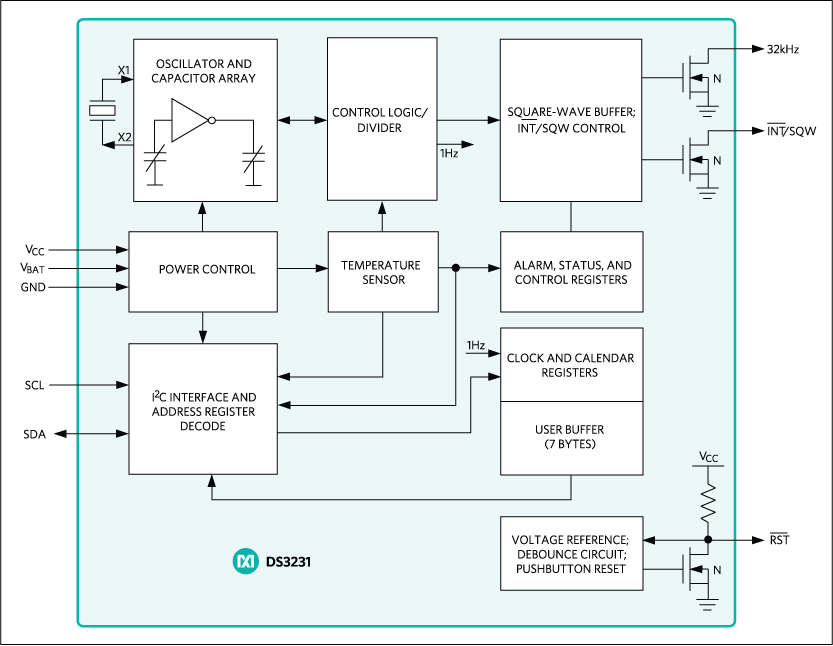 OSCILLATOR AND
CAPACITOR ARRAY
X1
X2
CONTROL LOGIC/
DIVIDER
1Hz
SQUARE-WAVE BUFFER;
INT/SQW CONTROL
N
32kHz
N
INT/SQW
VCC
VBAT
GND
POWER CONTROL
TEMPERATURE
SENSOR
ALARM, STATUS, AND
CONTROL REGISTERS
SCL
SDA
I2C INTERFACE AND
ADDRESS REGISTER
DECODE
1Hz
CLOCK AND CALENDAR
REGISTERS
USER BUFFER
(7 BYTES)
VCC
VOLTAGE REFERENCE;
DEBOUNCE CIRCUIT;
PUSHBUTTON RESET
RST
N
DS3231